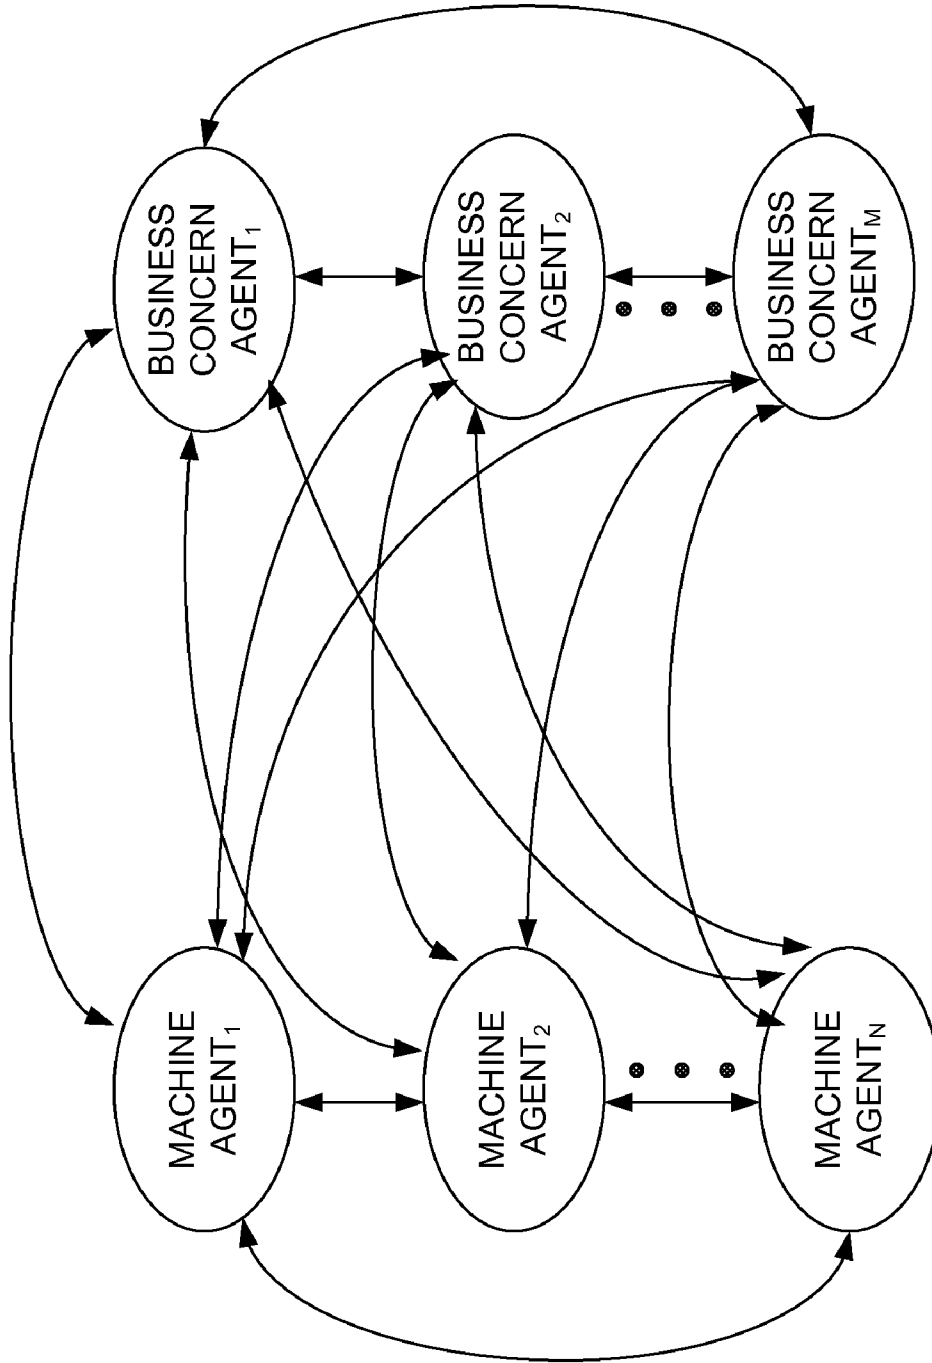 BUSINESS
CONCERN
AGENT1
BUSINESS
CONCERN
AGENT2
BUSINESS
CONCERN
AGENTM
MACHINE
AGENT1
MACHINE
AGENT2
MACHINE
AGENTN